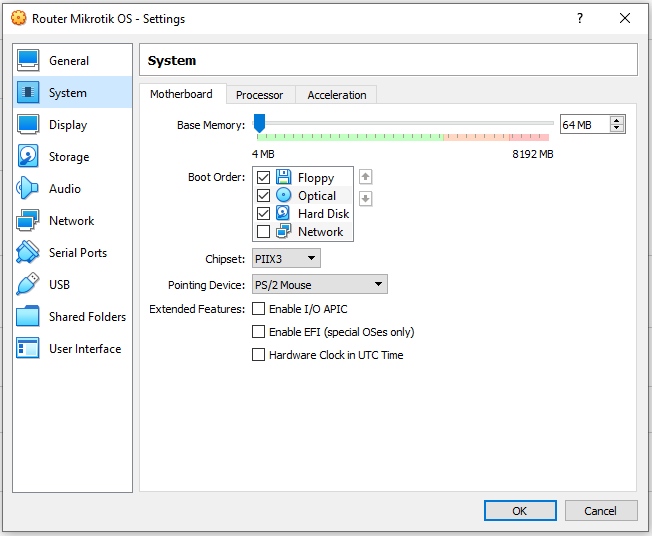 Router Mikrotik OS - Settings
General
System
Display
Storage
Audio
Network
Serial Ports
USB
Shared Folders
User Interface
System
Motherboard Processor Acceleration
Base Memory: 64 MB
4 MB 8192 MB
Boot Order: Floppy
Optical
Hard Disk
Network
Chipset: PIIX3
Pointing Device: PS/2 Mouse
Extended Features: Enable I/O APIC
Enable EFI (special OSes only)
Hardware Clock in UTC Time
OK Cancel